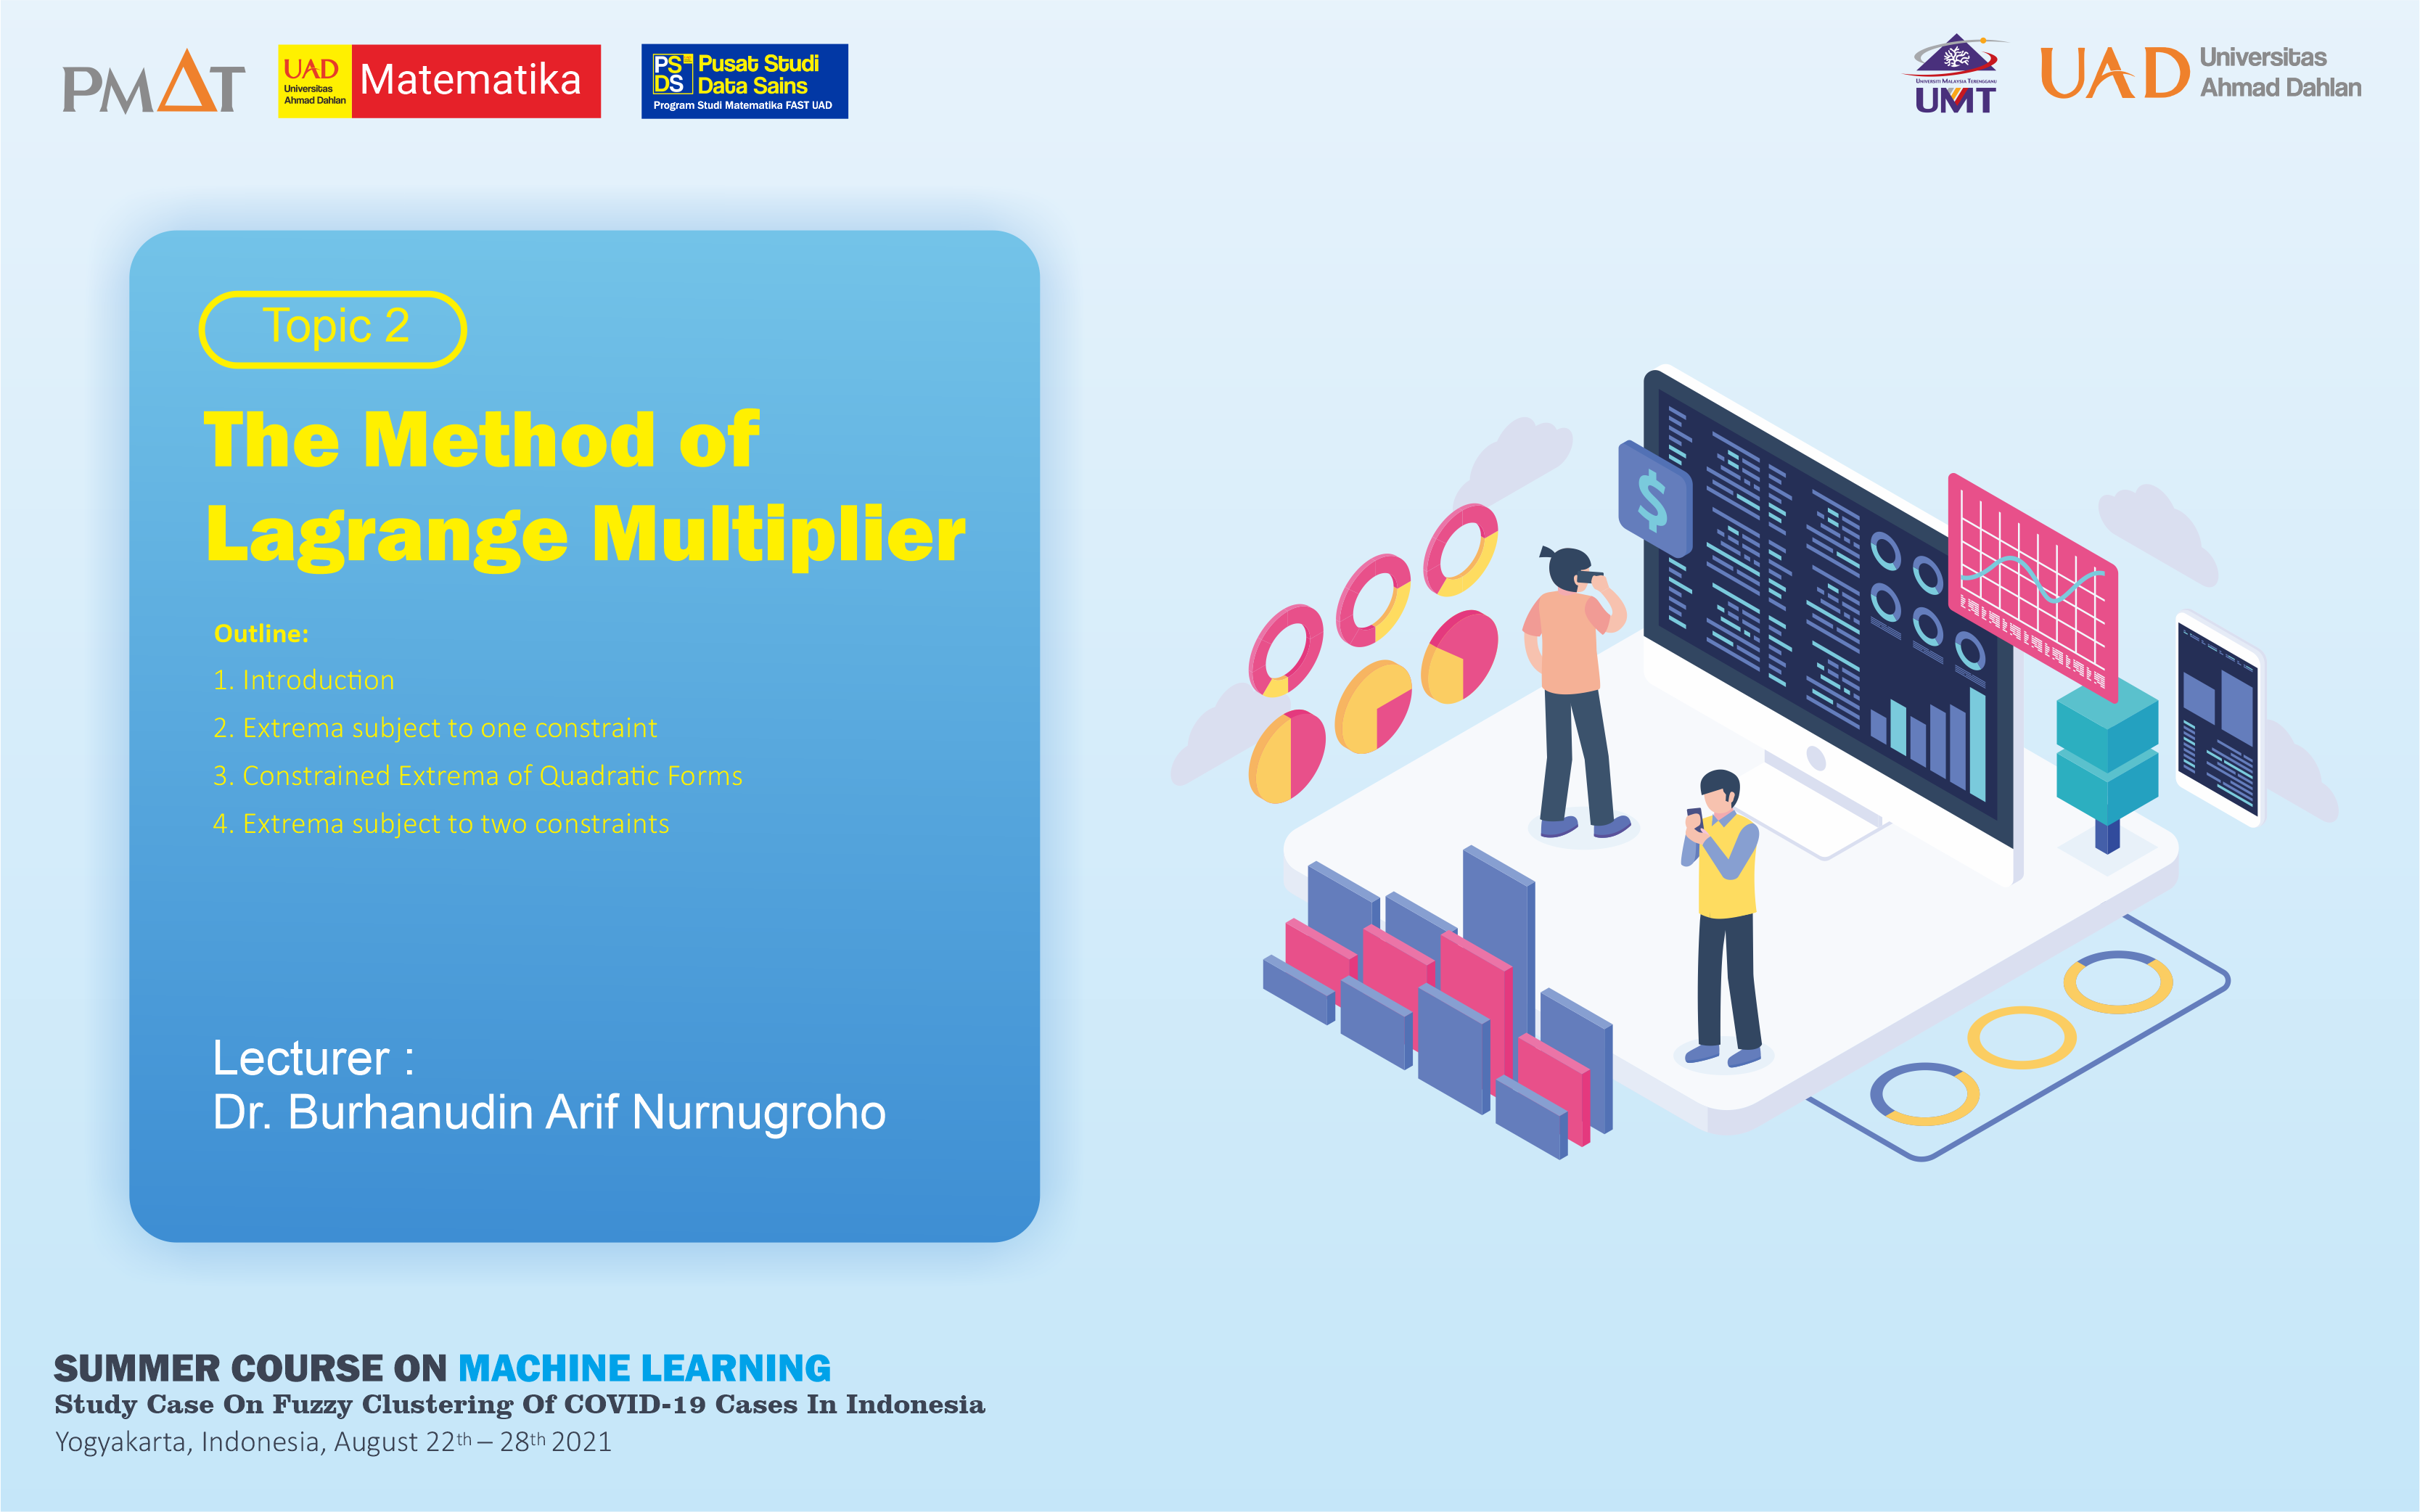 PMAT
UAD
Universitas
Ahmad Dahlan
Matematika
PS
DS
Pusat Studi
Data Sains
Program Studi Matematika FAST UAD
UNIVERSITI MALAYSIA TERENGGANU
UMT
UAD
Universitas
Ahmad Dahlan
Topic 2
The Method of
Lagrange Multiplier
Outline:
1. Introduction
2. Extrema subject to one constraint
3. Constrained Extrema of Quadratic Forms
4. Extrema subject to two constraints
Lecturer :
Dr. Burhanudin Arif Nurnugroho
$
SUMMER COURSE ON MACHINE LEARNING
Study Case On Fuzzy Clustering Of COVID-19 Cases In Indonesia
Yogyakarta, Indonesia, August 22th – 28th 2021